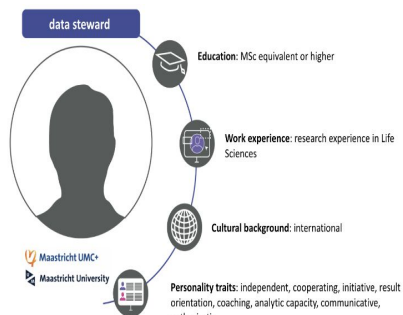 data steward
Education: MSc equivalent or higher
Work experience: research experience in Life
Sciences
Cultural background: international
Maastricht UMC+
Maastricht University
Personality traits: independent, cooperating, initiative, result
orientation, coaching, analytic capacity, communicative,